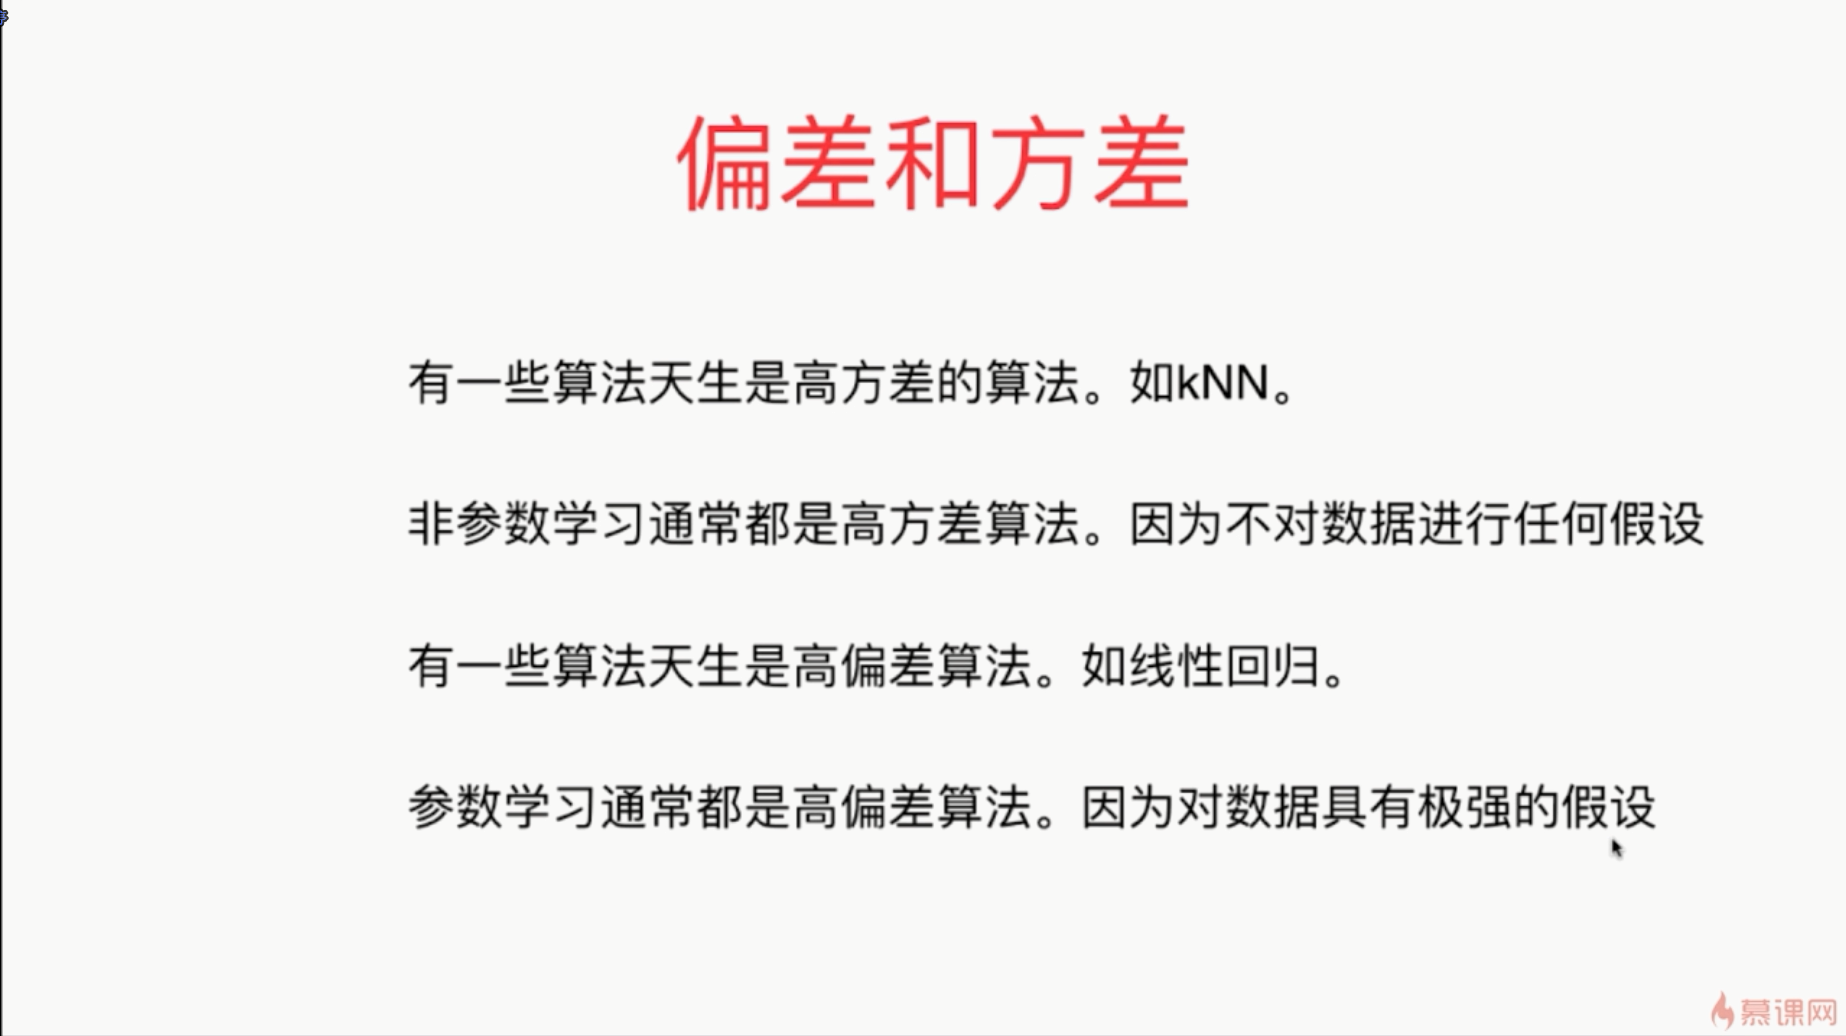 偏差和方差
有一些算法天生是高方差的算法。如kNN。
非参数学习通常都是高方差算法。因为不对数据进行任何假设
有一些算法天生是高偏差算法。如线性回归。
参数学习通常都是高偏差算法。因为对数据具有极强的假设
慕课网